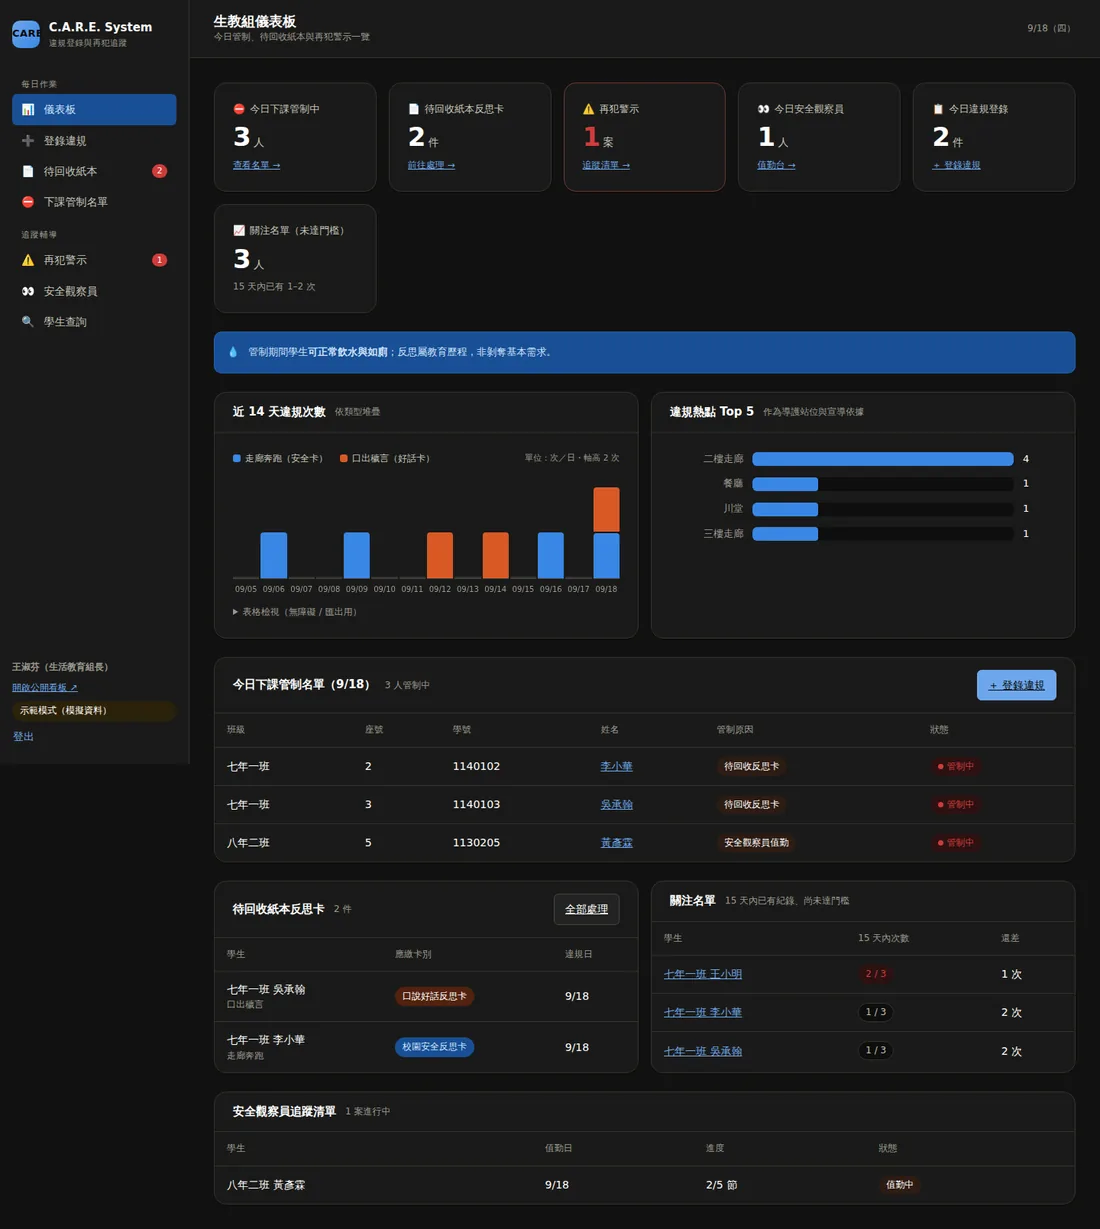 CARE
C.A.R.E. System
違規登錄與再犯追蹤
每日作業
儀表板
登錄違規
待回收紙本 2
下課管制名單
追蹤輔導
再犯警示 1
安全觀察員
學生查詢
王淑芬（生活教育組長）
開啟公開看板 ↗
示範模式（模擬資料）
登出
生教組儀表板
今日管制、待回收紙本與再犯警示一覽
9/18（四）
今日下課管制中
3 人
查看名單 →
待回收紙本反思卡
2 件
前往處理 →
再犯警示
1 案
追蹤清單 →
今日安全觀察員
1 人
值勤台 →
今日違規登錄
2 件
＋ 登錄違規
關注名單（未達門檻）
3 人
15 天內已有 1–2 次
管制期間學生可正常飲水與如廁；反思屬教育歷程，非剝奪基本需求。
近 14 天違規次數 依類型堆疊
走廊奔跑（安全卡） 口出穢言（好話卡） 單位：次／日・軸高 2 次
09/05 09/06 09/07 09/08 09/09 09/10 09/11 09/12 09/13 09/14 09/15 09/16 09/17 09/18
▶ 表格檢視（無障礙 / 匯出用）
違規熱點 Top 5 作為導護站位與宣導依據
二樓走廊 4
餐廳 1
川堂 1
三樓走廊 1
今日下課管制名單（9/18） 3 人管制中
＋ 登錄違規
班級 座號 學號 姓名 管制原因 狀態
七年一班 2 1140102 李小華 待回收反思卡 管制中
七年一班 3 1140103 吳承翰 待回收反思卡 管制中
八年二班 5 1130205 黃彥霖 安全觀察員值勤 管制中
待回收紙本反思卡 2 件
全部處理
學生 應繳卡別 違規日
七年一班 吳承翰 口說好話反思卡 9/18
口出穢言
七年一班 李小華 校園安全反思卡 9/18
走廊奔跑
關注名單 15 天內已有紀錄、尚未達門檻
學生 15 天內次數 還差
七年一班 王小明 2 / 3 1 次
七年一班 李小華 1 / 3 2 次
七年一班 吳承翰 1 / 3 2 次
安全觀察員追蹤清單 1 案進行中
學生 值勤日 進度 狀態
八年二班 黃彥霖 9/18 2/5 節 值勤中